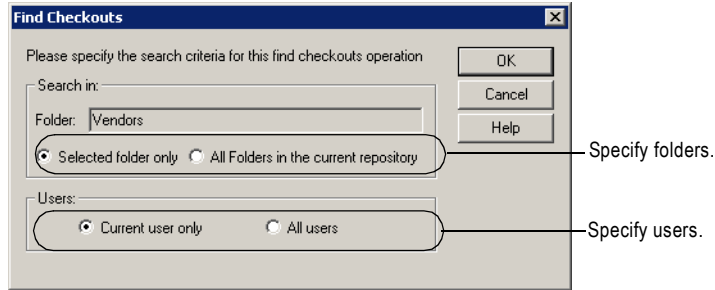 Find Checkouts
Please specify the search criteria for this find checkouts operation
OK
Search in:
Cancel
Folder: Vendors
Help
Selected folder only All Folders in the current repository
Specify folders.
Users:
Current user only All users
Specify users.